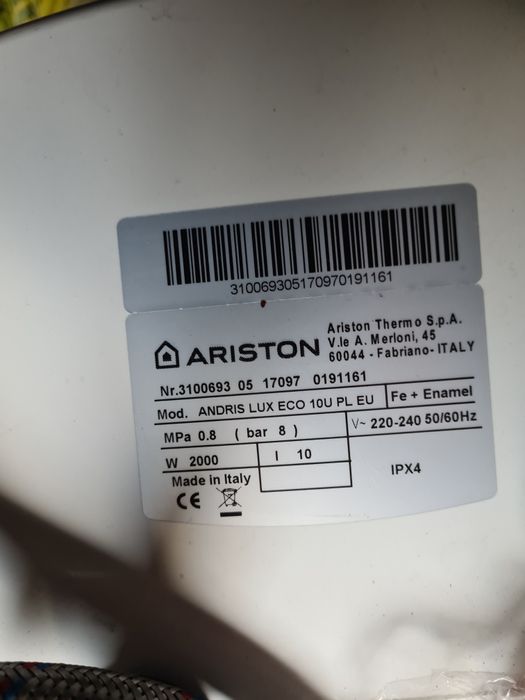 310069305170970191161
ARISTON
Ariston Thermo S.p.A.
V.le A. Merloni, 45
60044 - Fabriano- ITALY
Nr.3100693 05 17097 0191161
Mod. ANDRIS LUX ECO 10U PL EU Fe + Enamel
MPa 0.8 ( bar 8 ) V~ 220-240 50/60Hz
W 2000 l 10 IPX4
Made in Italy
CE